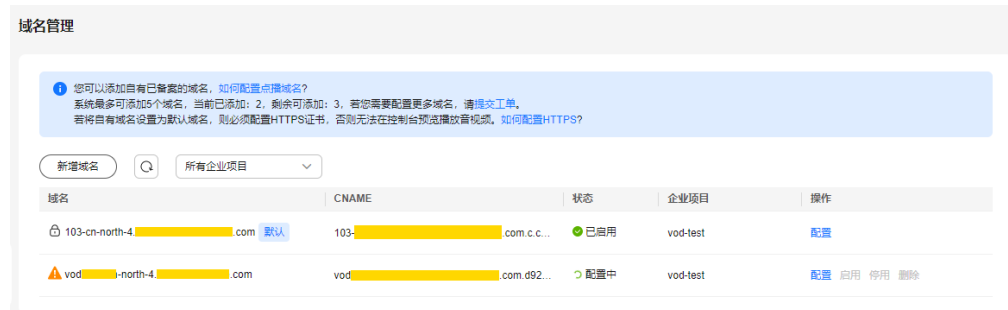 域名管理
您可以添加自有已备案的域名，如何配置点播域名?
系统最多可添加5个域名，当前已添加：2，剩余可添加：3，若您需要配置更多域名，请提交工单。
若将自有域名设置为默认域名，则必须配置HTTPS证书，否则无法在控制台预览播放音视频。如何配置HTTPS?
新增域名 所有企业项目
域名 CNAME 状态 企业项目 操作
103-cn-north-4. .com 默认 103- .com.c.c... 已启用 vod-test 配置
vod -north-4. .com vod .com.d92... 配置中 vod-test 配置 启用 停用 删除